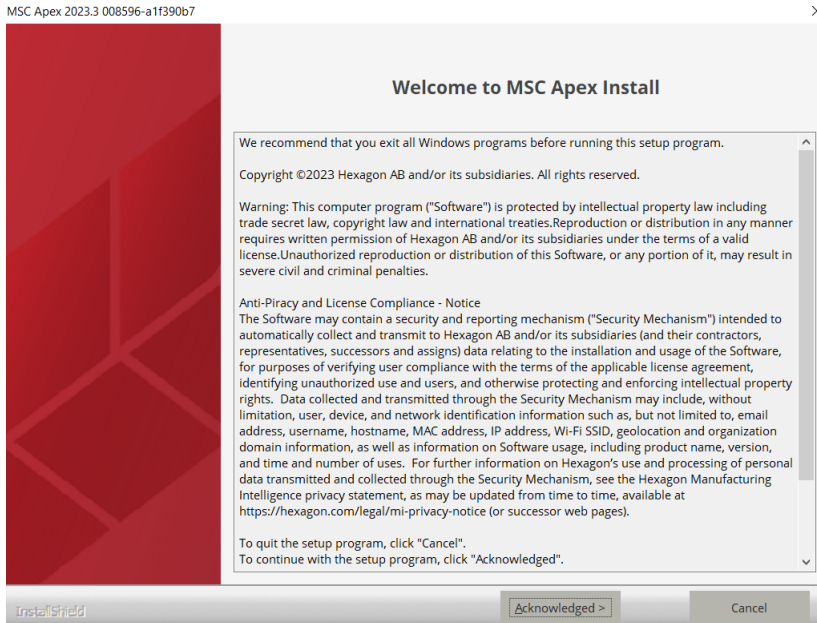 MSC Apex 2023.3 008596-a1f390b7
Welcome to MSC Apex Install
We recommend that you exit all Windows programs before running this setup program.
Copyright ©2023 Hexagon AB and/or its subsidiaries. All rights reserved.
Warning: This computer program ("Software") is protected by intellectual property law including
trade secret law, copyright law and international treaties.Reproduction or distribution in any manner
requires written permission of Hexagon AB and/or its subsidiaries under the terms of a valid
license.Unauthorized reproduction or distribution of this Software, or any portion of it, may result in
severe civil and criminal penalties.
Anti-Piracy and License Compliance - Notice
The Software may contain a security and reporting mechanism ("Security Mechanism") intended to
automatically collect and transmit to Hexagon AB and/or its subsidiaries (and their contractors,
representatives, successors and assigns) data relating to the installation and usage of the Software,
for purposes of verifying user compliance with the terms of the applicable license agreement,
identifying unauthorized use and users, and otherwise protecting and enforcing intellectual property
rights.  Data collected and transmitted through the Security Mechanism may include, without
limitation, user, device, and network identification information such as, but not limited to, email
address, username, hostname, MAC address, IP address, Wi-Fi SSID, geolocation and organization
domain information, as well as information on Software usage, including product name, version,
and time and number of uses.  For further information on Hexagon's use and processing of personal
data transmitted and collected through the Security Mechanism, see the Hexagon Manufacturing
Intelligence privacy statement, as may be updated from time to time, available at
https://hexagon.com/legal/mi-privacy-notice (or successor web pages).
To quit the setup program, click "Cancel".
To continue with the setup program, click "Acknowledged".
InstallShield
Acknowledged >
Cancel